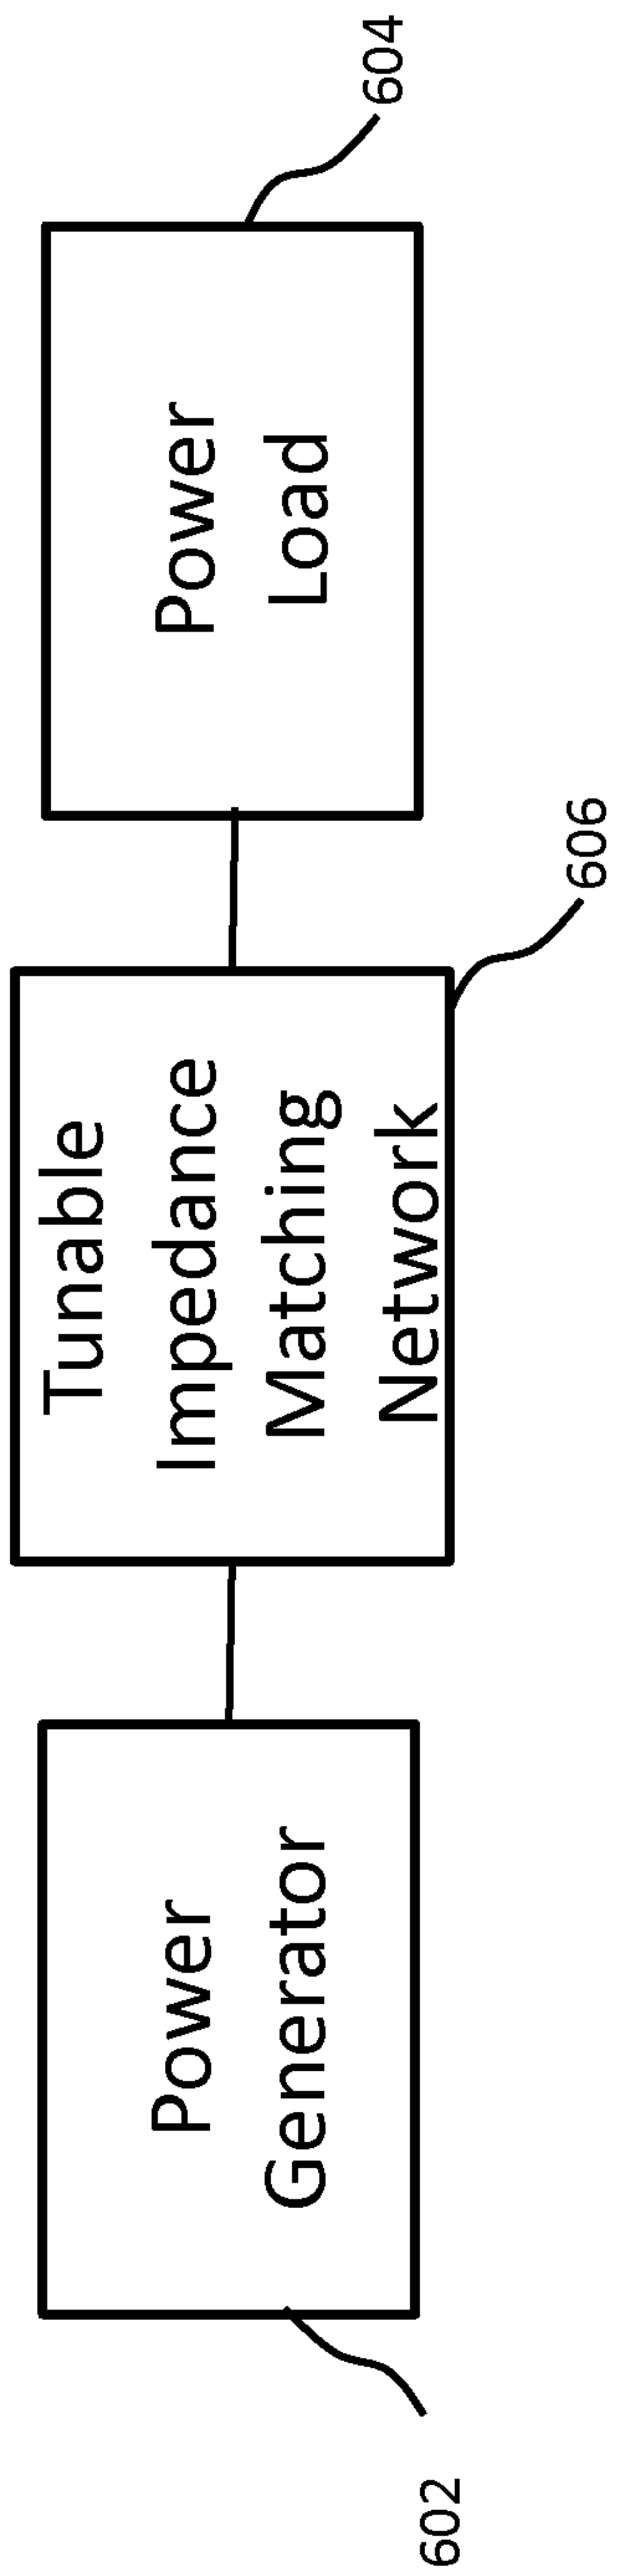 Power
Generator
602
Tunable
Impedance
Matching
Network
606
Power
Load
604